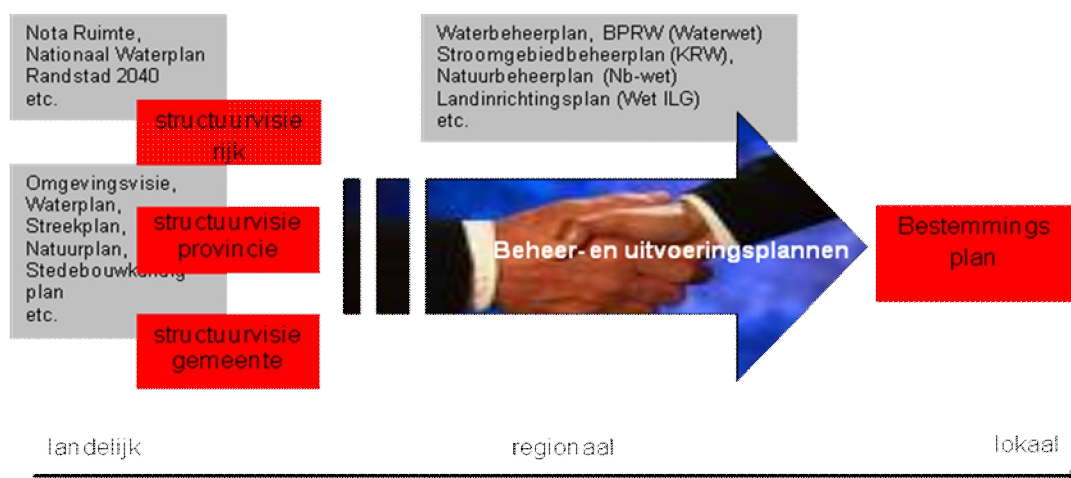 Nota Ruimte,
Nationaal Waterplan
Randstad 2040
etc.
structuurvisie
rijk
Omgevingsvisie,
Waterplan,
Streekplan,
Natuurplan,
Stedebouwkundig
plan
etc.
structuurvisie
provincie
structuurvisie
gemeente
Waterbeheerplan, BPRW (Waterwet)
Stroomgebiedbeheerplan (KRW),
Natuurbeheerplan (Nb-wet)
Landinrichtingsplan (Wet ILG)
etc.
Beheer- en uitvoeringsplannen
Bestemmings
plan
landelijk
regionaal
lokaal